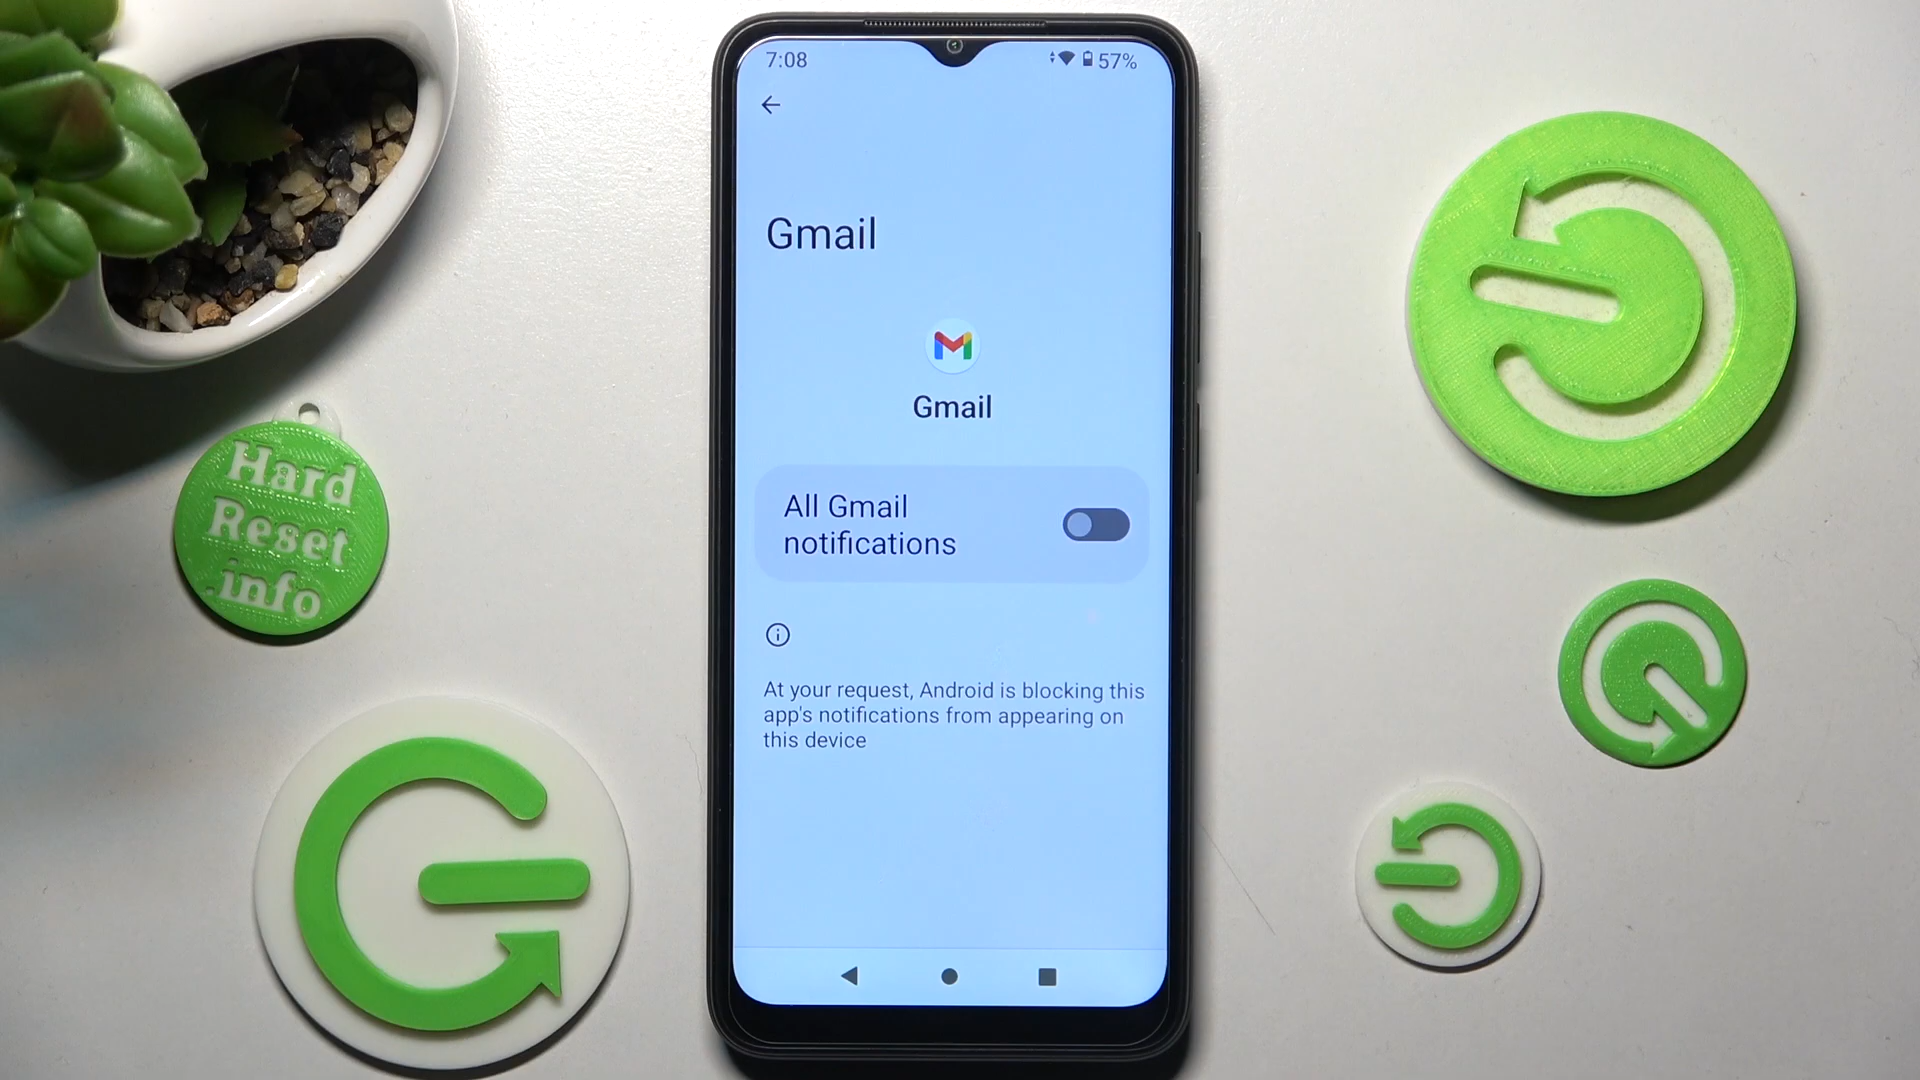 7:08
57%
Gmail
Gmail
All Gmail
notifications
At your request, Android is blocking this
app's notifications from appearing on
this device
Hard
Reset
.info